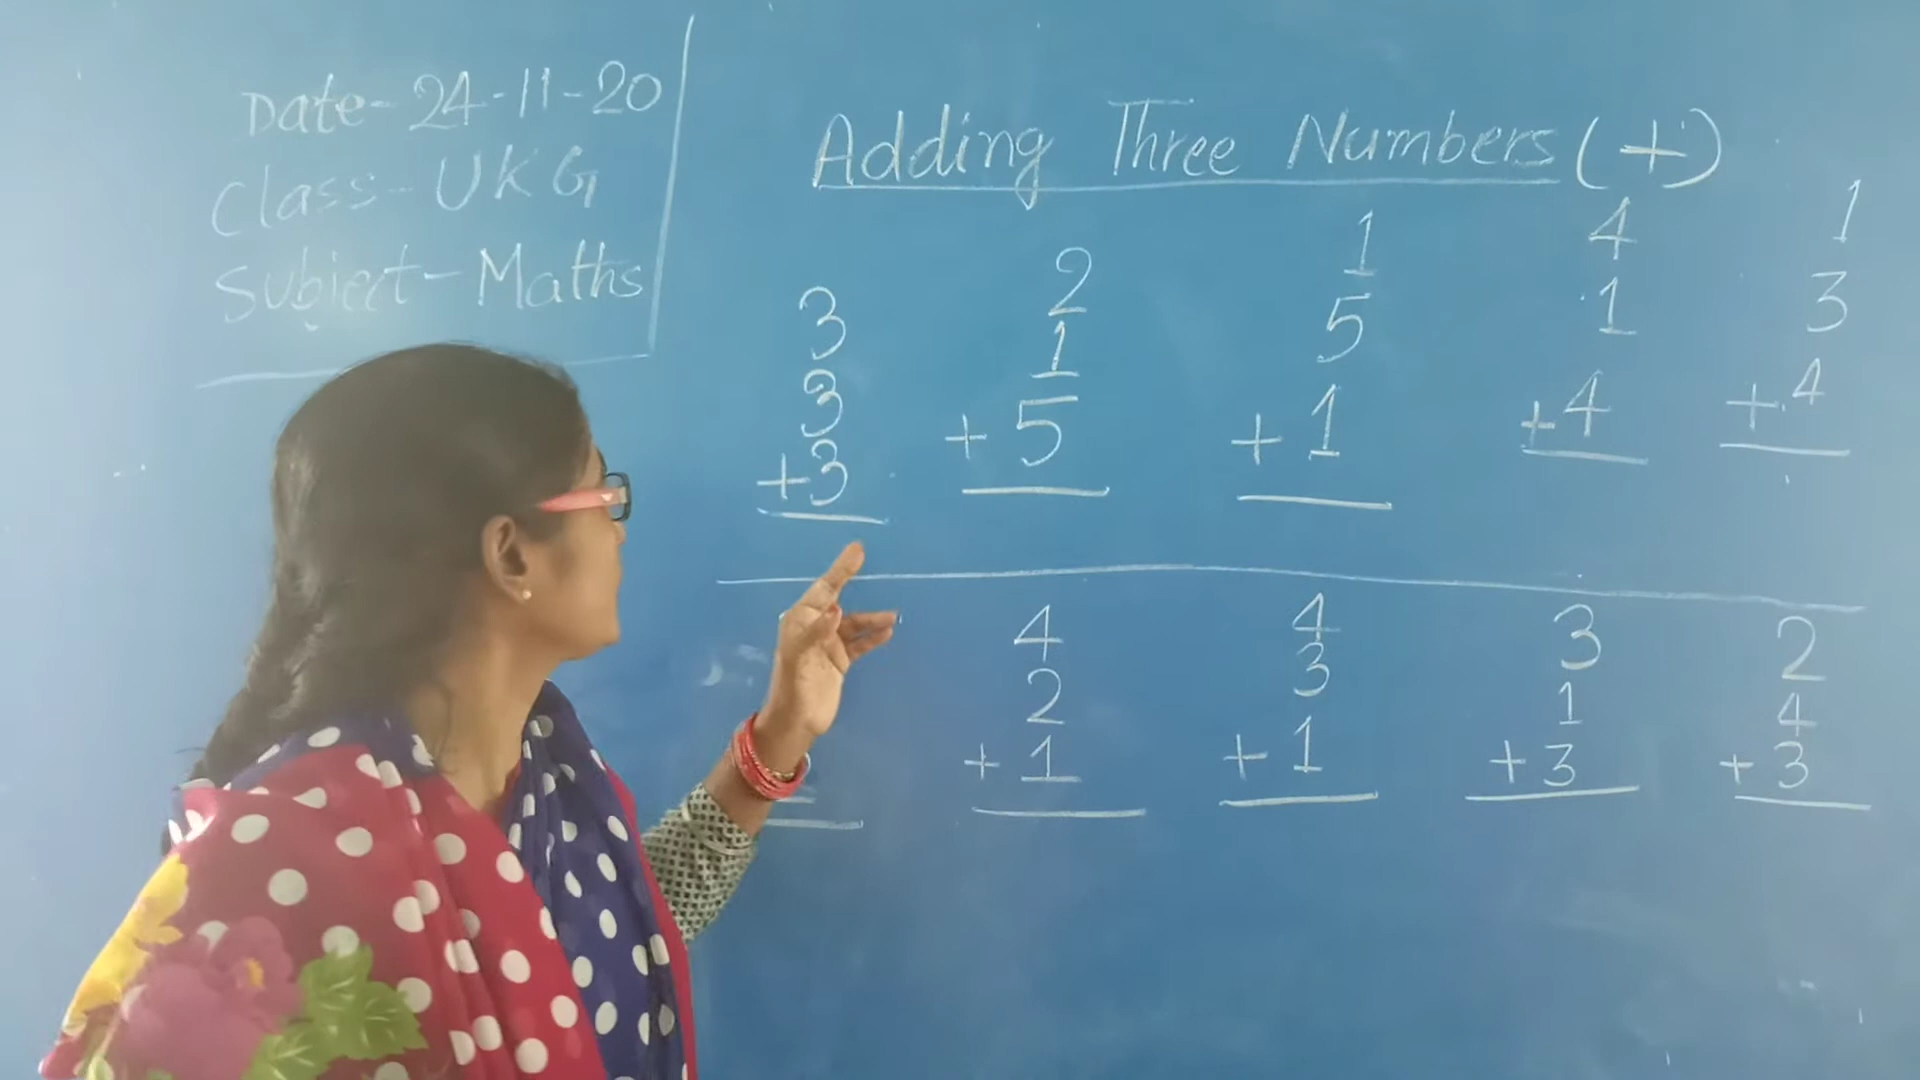 Date-24-11-20
Class-UKG
Subject-Maths
Adding Three Numbers (+)
3 2 1 4 1
3 1 5 1 3
+3 +5 +1 +4 +4
4 4 3 2
2 3 1 4
+1 +1 +3 +3